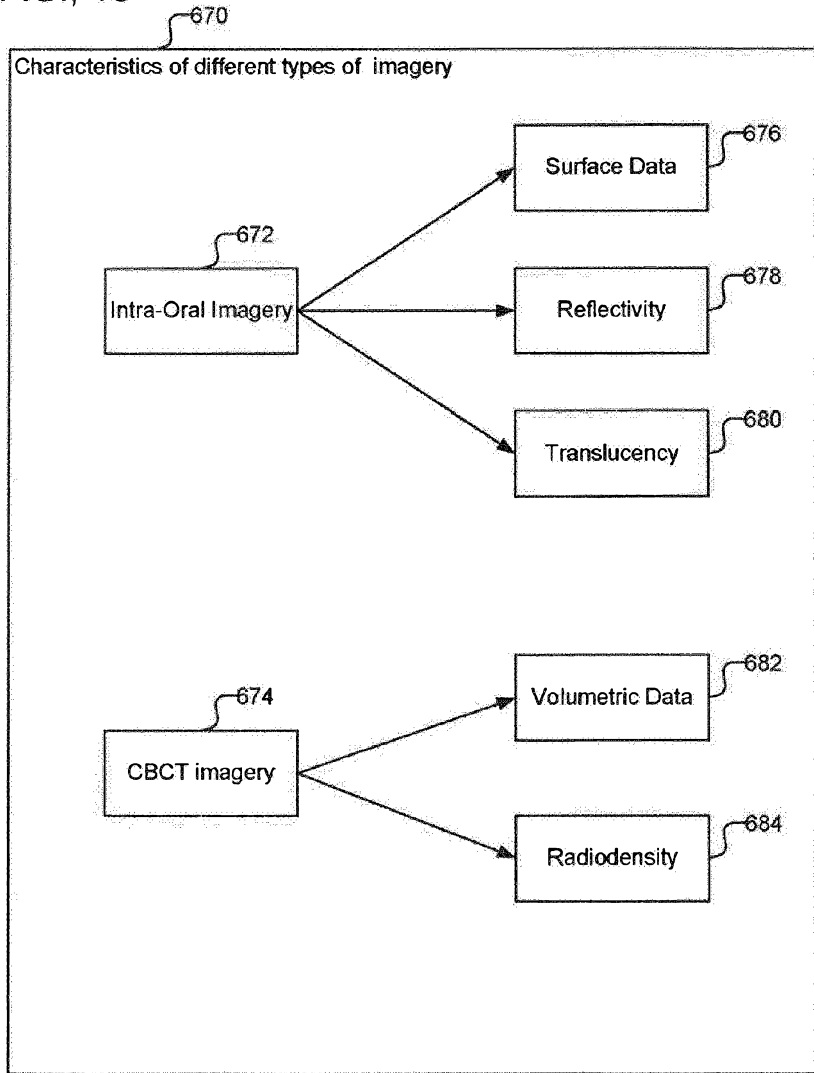 670
Characteristics of different types of imagery
676
Surface Data
672
Intra-Oral Imagery
678
Reflectivity
680
Translucency
682
Volumetric Data
674
CBCT imagery
684
Radiodensity